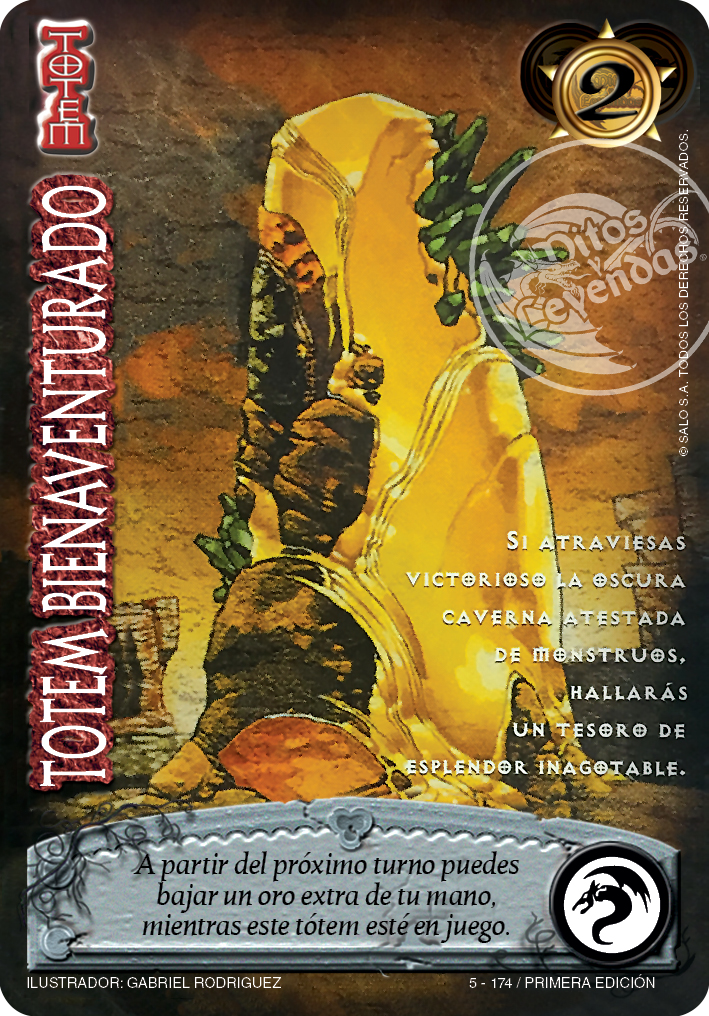 TOTEM
2
TOTEM BIENAVENTURADO
Mitos
y
Leyendas
®
© SALO S.A. TODOS LOS DERECHOS RESERVADOS.
Si atraviesas
victorioso la oscura
caverna atestada
de monstruos,
hallarás
un tesoro de
esplendor inagotable.
A partir del próximo turno puedes
bajar un oro extra de tu mano,
mientras este tótem esté en juego.
ILUSTRADOR: GABRIEL RODRIGUEZ
5 - 174 / PRIMERA EDICIÓN